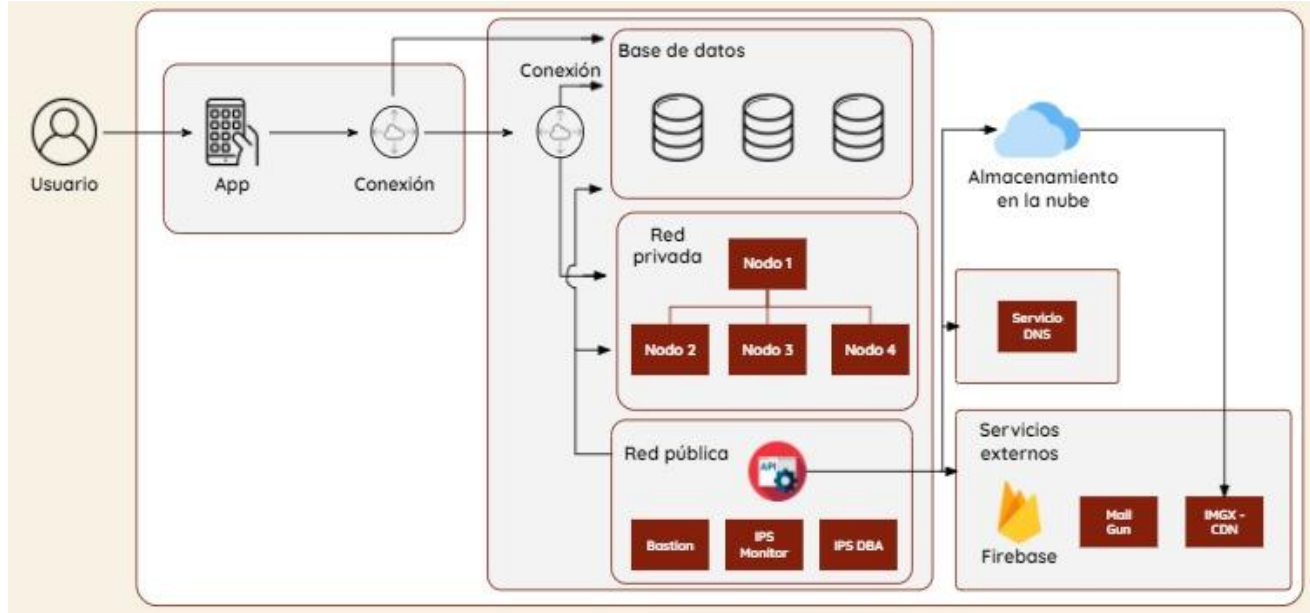 Usuario
App
Conexión
Conexión
Base de datos
Red
privada
Nodo 1
Nodo 2
Nodo 3
Nodo 4
Red pública
API
Bastion
IPS
Monitor
IPS DBA
Almacenamiento
en la nube
Servicio
DNS
Servicios
externos
Firebase
Mail
Gun
IMGX -
CDN